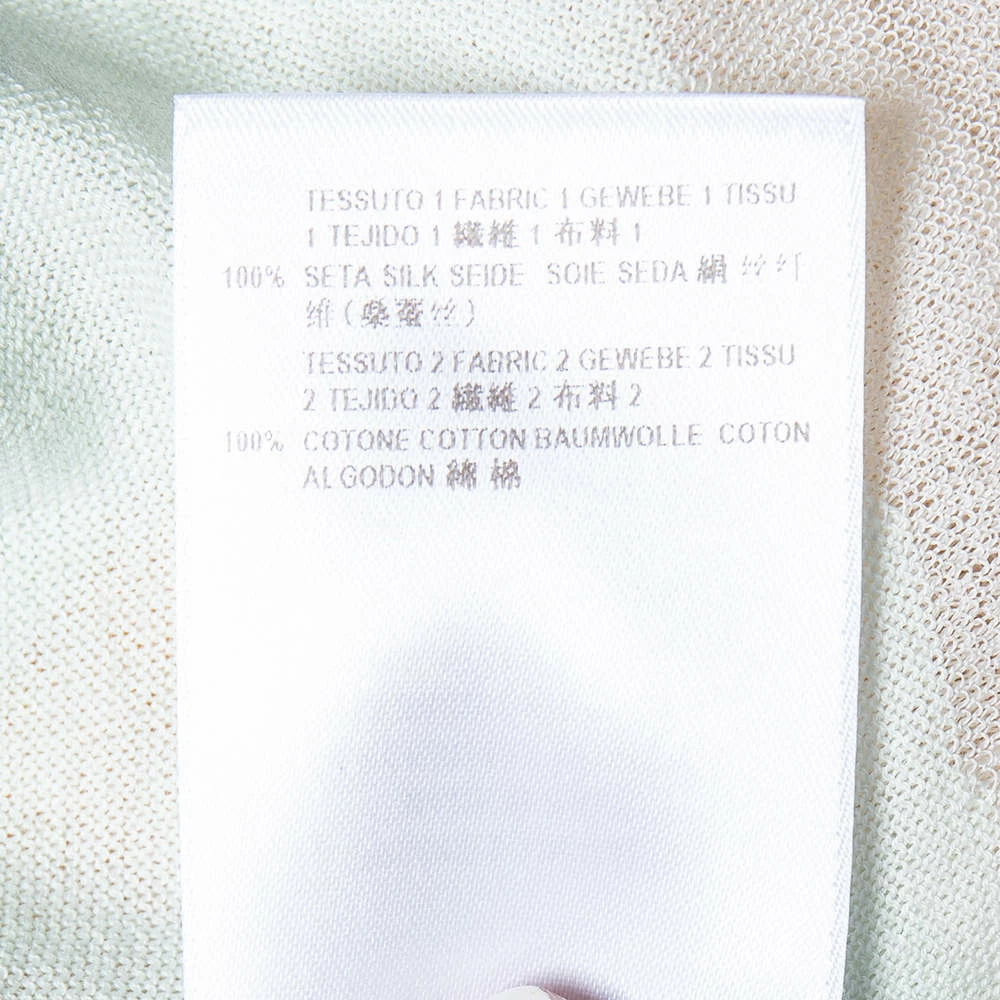 TESSUTO 1 FABRIC 1 GEWEBE 1 TISSU
1 TEJIDO 1 繊維 1 布料 1
100% SETA SILK SEIDE SOIE SEDA 絹 丝纤
维(桑蚕丝)
TESSUTO 2 FABRIC 2 GEWEBE 2 TISSU
2 TEJIDO 2 繊維 2 布料 2
100% COTONE COTTON BAUMWOLLE COTON
ALGODON 綿 棉